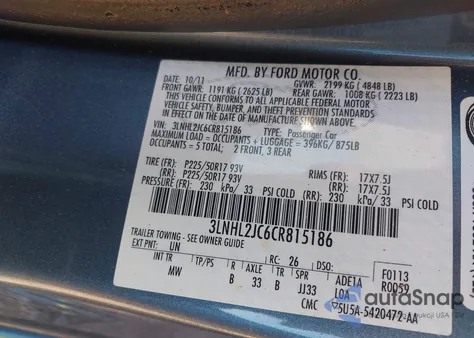 MFD. BY FORD MOTOR CO.
DATE: 10/11 GVWR: 2199 KG ( 4848 LB)
FRONT GAWR: 1191 KG ( 2625 LB) REAR GAWR: 1008 KG ( 2223 LB)
THIS VEHICLE CONFORMS TO ALL APPLICABLE FEDERAL MOTOR
VEHICLE SAFETY, BUMPER, AND THEFT PREVENTION STANDARDS
IN EFFECT ON THE DATE OF MANUFACTURE SHOWN ABOVE.
VIN: 3LNHL2JC6CR815186 TYPE: Passenger Car
MAXIMUM LOAD = OCCUPANTS + LUGGAGE = 396KG/ 875LB
OCCUPANTS = 5 TOTAL: 2 FRONT, 3 REAR
TIRE (FR): P225/50R17 93V RIMS (FR): 17X7.5J
(RR): P225/50R17 93V (RR): 17X7.5J
PRESSURE (FR): 230 kPa/ 33 PSI COLD (RR): 230 kPa/ 33 PSI COLD
3LNHL2JC6CR815186
TRAILER TOWING - SEE OWNER GUIDE
EXT PNT: UN RC: 26 DSO: F0113
INT TR TP/PS R AXLE TR SPR ADE1A R0059
MW B 33 B JJ33 LOA
CMC 5U5A-5420472-AA
autoSnap